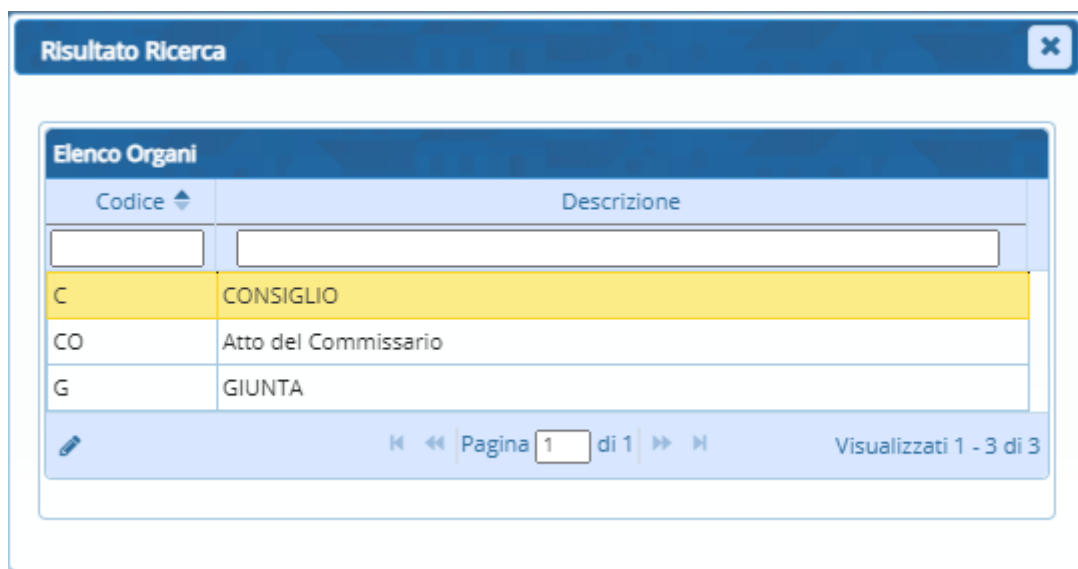 Risultato Ricerca
Elenco Organi
Codice Descrizione
C CONSIGLIO
CO Atto del Commissario
G GIUNTA
Pagina 1 di 1 Visualizzati 1 - 3 di 3